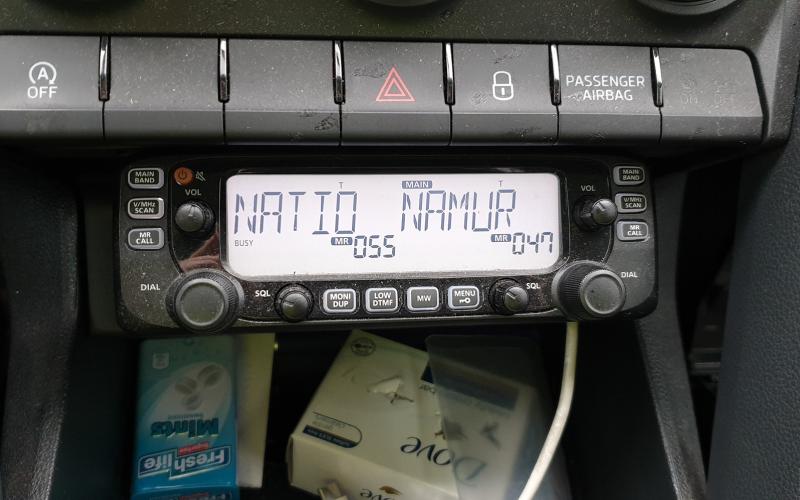 A
OFF
PASSENGER
AIRBAG
MAIN
BAND
VOL
V/MHz
SCAN
MR
CALL
DIAL
SQL
T
MAIN
T
NATIO
NAMUR
BUSY
MR
055
MR
047
MONI
DUP
LOW
DTMF
MW
MENU
SQL
VOL
MAIN
BAND
V/MHz
SCAN
MR
CALL
DIAL
Mints
Freshlife
Dove